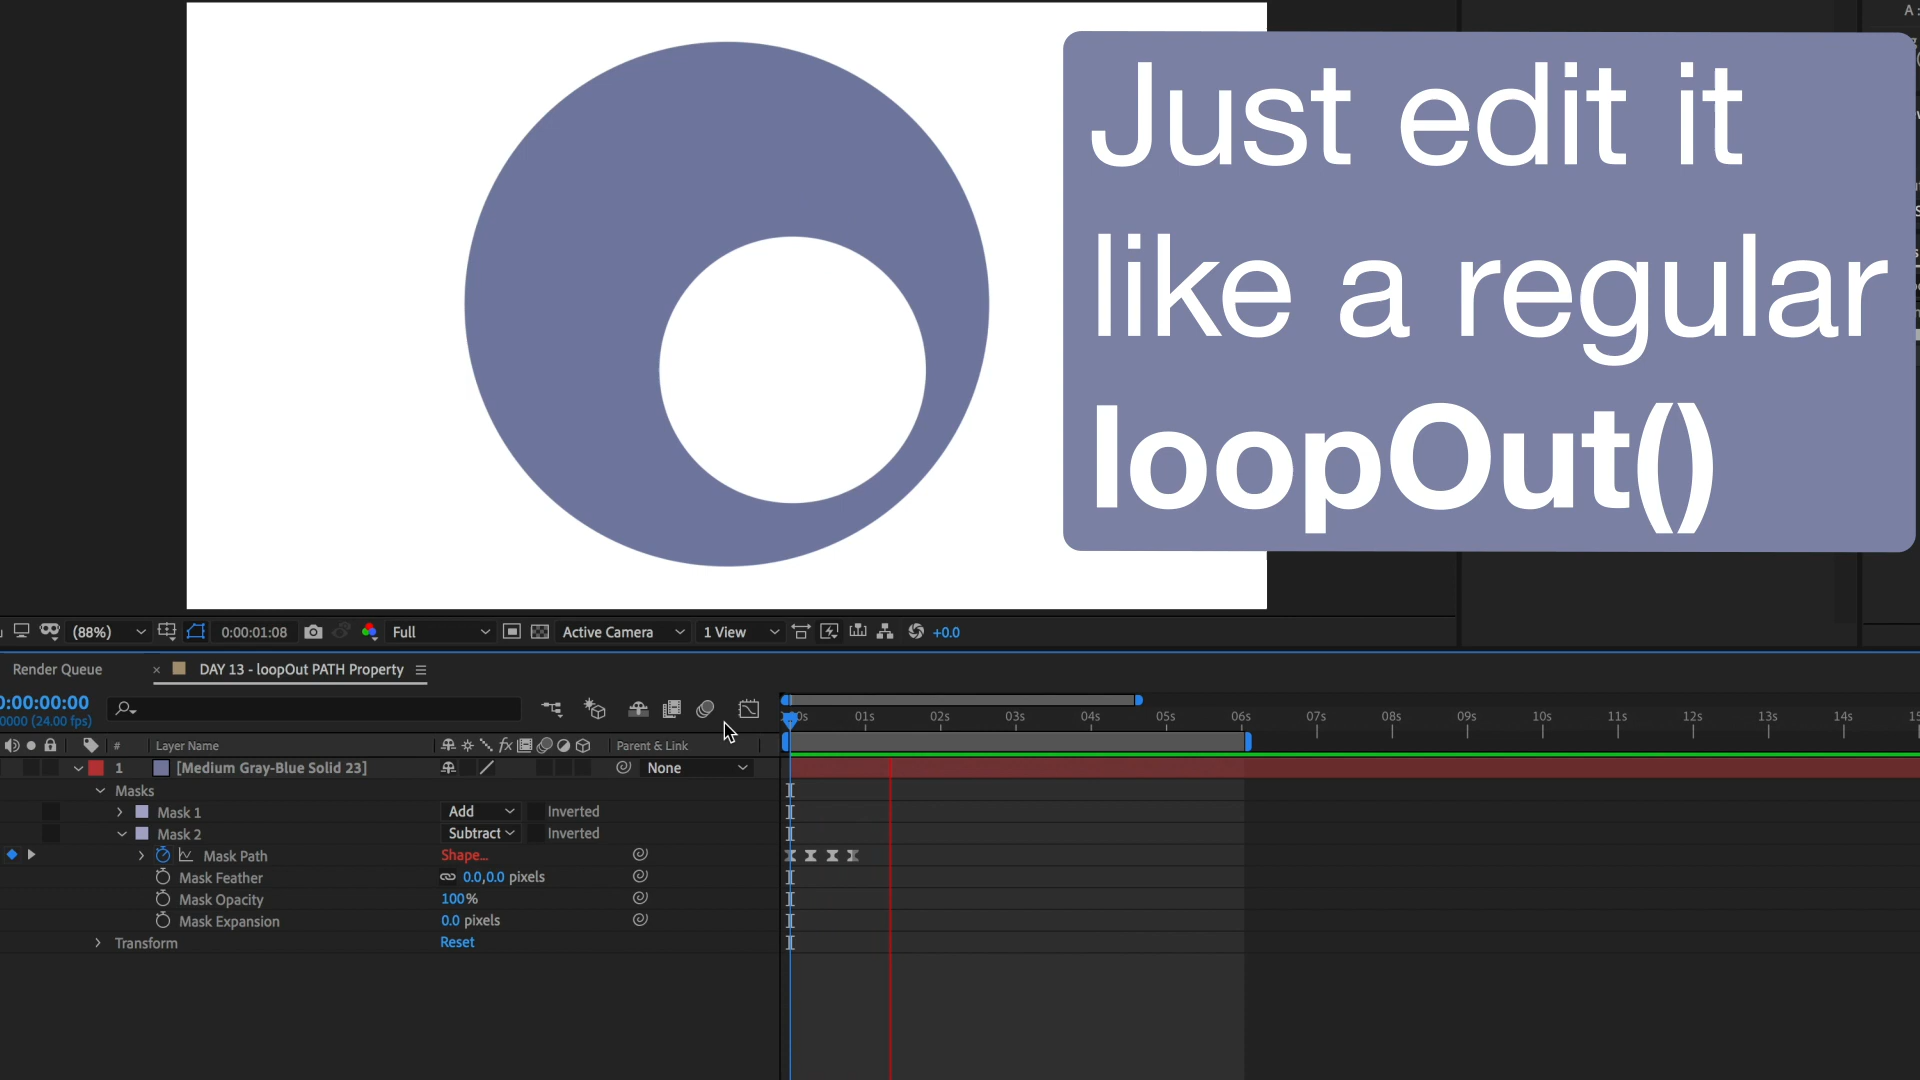 Just edit it
like a regular
loopOut()
(88%)
0:00:01:08
Full
Active Camera
1 View
+0.0
Render Queue
× DAY 13 - loopOut PATH Property
0:00:00:00
0000 (24.00 fps)
# Layer Name
fx
Parent & Link
01s 02s 03s 04s 05s 06s 07s 08s 09s 10s 11s 12s 13s 14s
1 [Medium Gray-Blue Solid 23]
None
Masks
Mask 1 Add Inverted
Mask 2 Subtract Inverted
Mask Path Shape...
Mask Feather 0.0,0.0 pixels
Mask Opacity 100%
Mask Expansion 0.0 pixels
Transform Reset